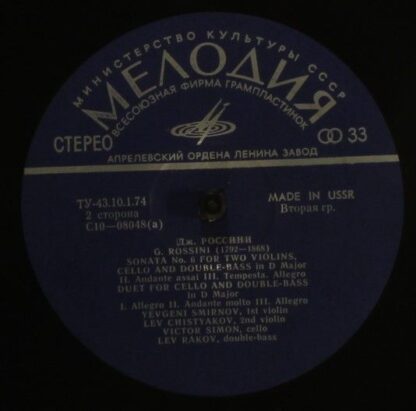 МИНИСТЕРСТВО КУЛЬТУРЫ СССР
МЕЛОДИЯ
ВСЕСОЮЗНАЯ ФИРМА ГРАМПЛАСТИНОК
СТЕРЕО
33
АПРЕЛЕВСКИЙ ОРДЕНА ЛЕНИНА ЗАВОД
ТУ-43.10.1.74
2 сторона
С10—08048(а)
MADE IN USSR
Вторая гр.
Дж. РОССИНИ
G. ROSSINI (1792—1868)
SONATA No. 6 FOR TWO VIOLINS,
CELLO AND DOUBLE-BASS in D Major
II. Andante assai III. Tempesta. Allegro
DUET FOR CELLO AND DOUBLE-BASS
in D Major
I. Allegro II. Andante molto III. Allegro
YEVGENI SMIRNOV, 1st violin
LEV CHISTYAKOV, 2nd violin
VICTOR SIMON, cello
LEV RAKOV, double-bass